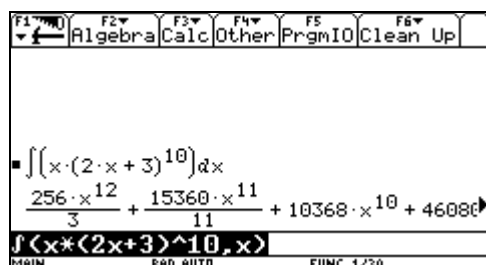 F1 F2 F3 F4 F5 F6
Algebra Calc Other PrgmIO Clean Up
∫(x·(2·x + 3)^10)dx
256·x^12/3 + 15360·x^11/11 + 10368·x^10 + 46080
∫(x*(2x+3)^10,x)
MAIN RAD AUTO FUNC 1/30